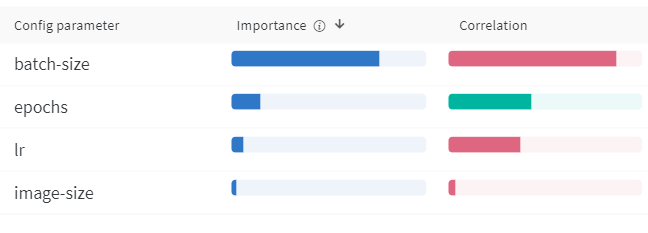 Config parameter Importance Correlation
batch-size
epochs
lr
image-size